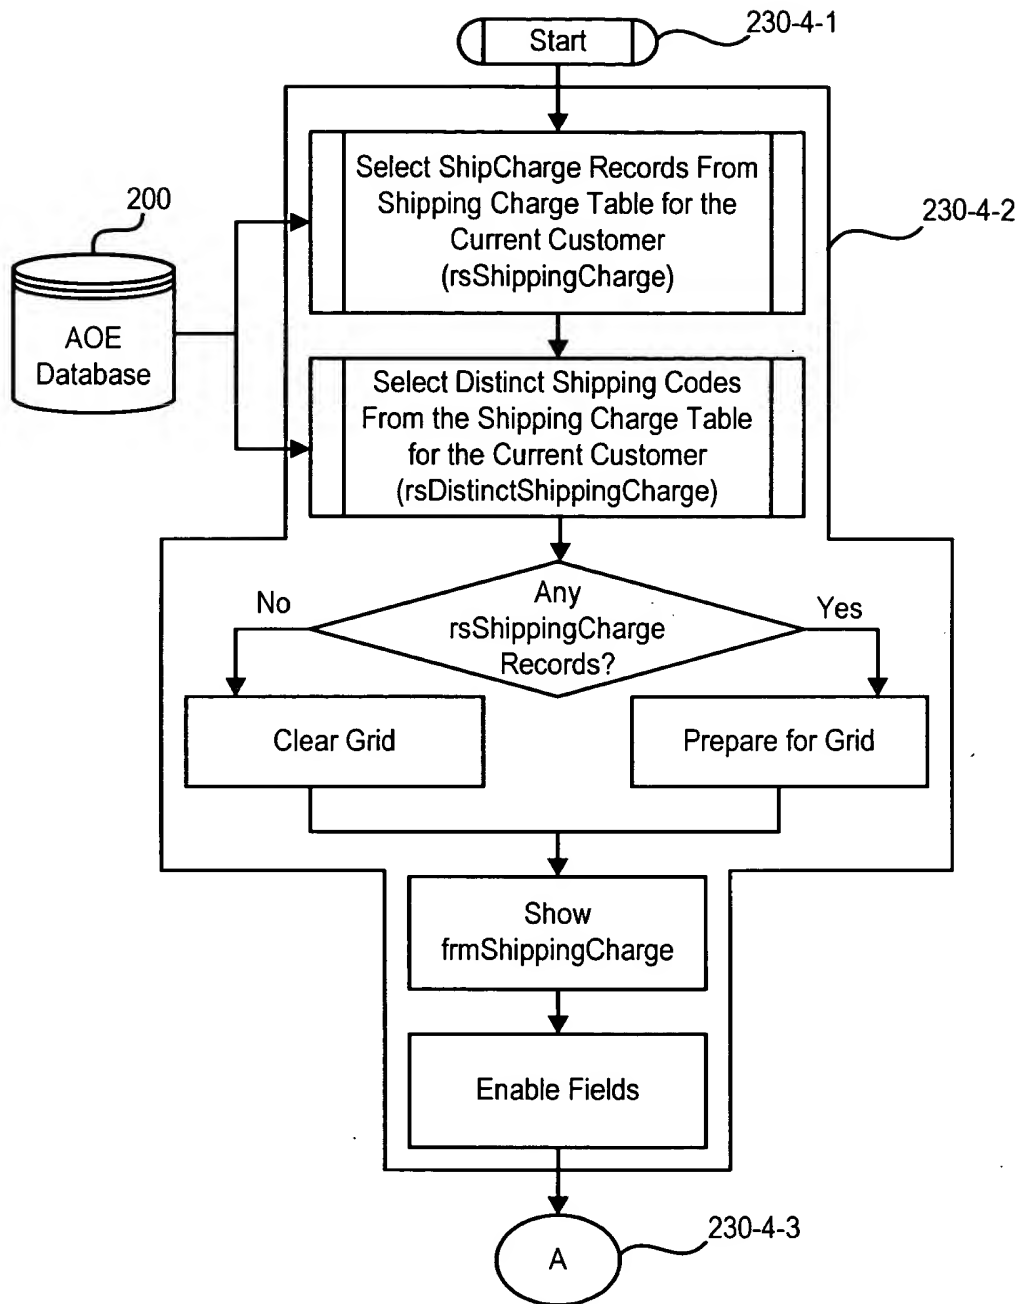 230-4-1
Start
Select ShipCharge Records From
Shipping Charge Table for the
Current Customer
(rsShippingCharge)
200
230-4-2
AOE
Database
Select Distinct Shipping Codes
From the Shipping Charge Table
for the Current Customer
(rsDistinctShippingCharge)
No
Any
rsShippingCharge
Records?
Yes
Clear Grid
Prepare for Grid
Show
frmShippingCharge
Enable Fields
230-4-3
A